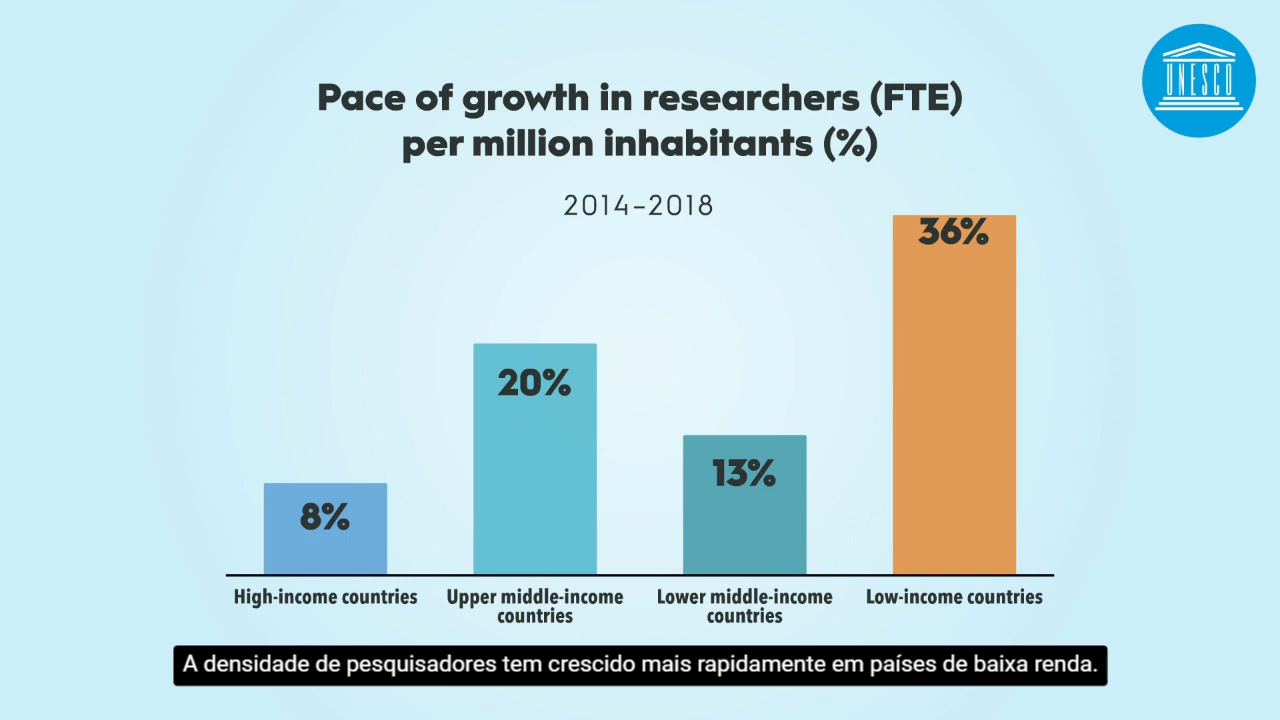 UNESCO
Pace of growth in researchers (FTE)
per million inhabitants (%)
2014–2018
36%
20%
13%
8%
High-income countries
Upper middle-income
countries
Lower middle-income
countries
Low-income countries
A densidade de pesquisadores tem crescido mais rapidamente em países de baixa renda.